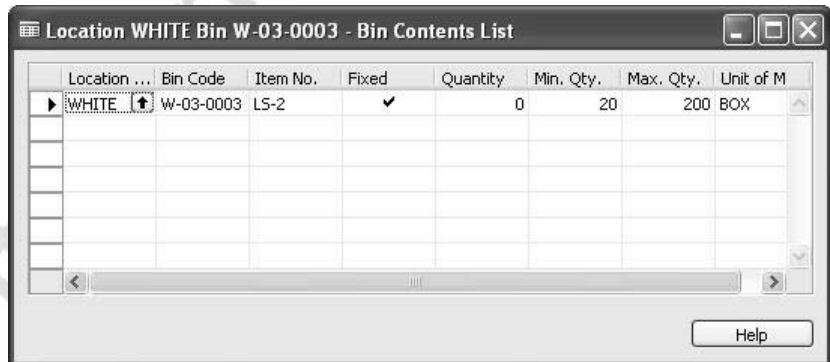 Location WHITE Bin W-03-0003 - Bin Contents List
Location ... Bin Code Item No. Fixed Quantity Min. Qty. Max. Qty. Unit of M
WHITE W-03-0003 LS-2 0 20 200 BOX
Help